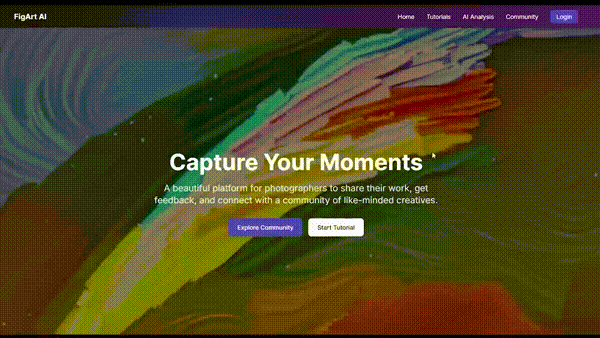 FigArt AI
Home Tutorials AI Analysis Community Login
Capture Your Moments
A beautiful platform for photographers to share their work, get
feedback, and connect with a community of like-minded creatives.
Explore Community Start Tutorial